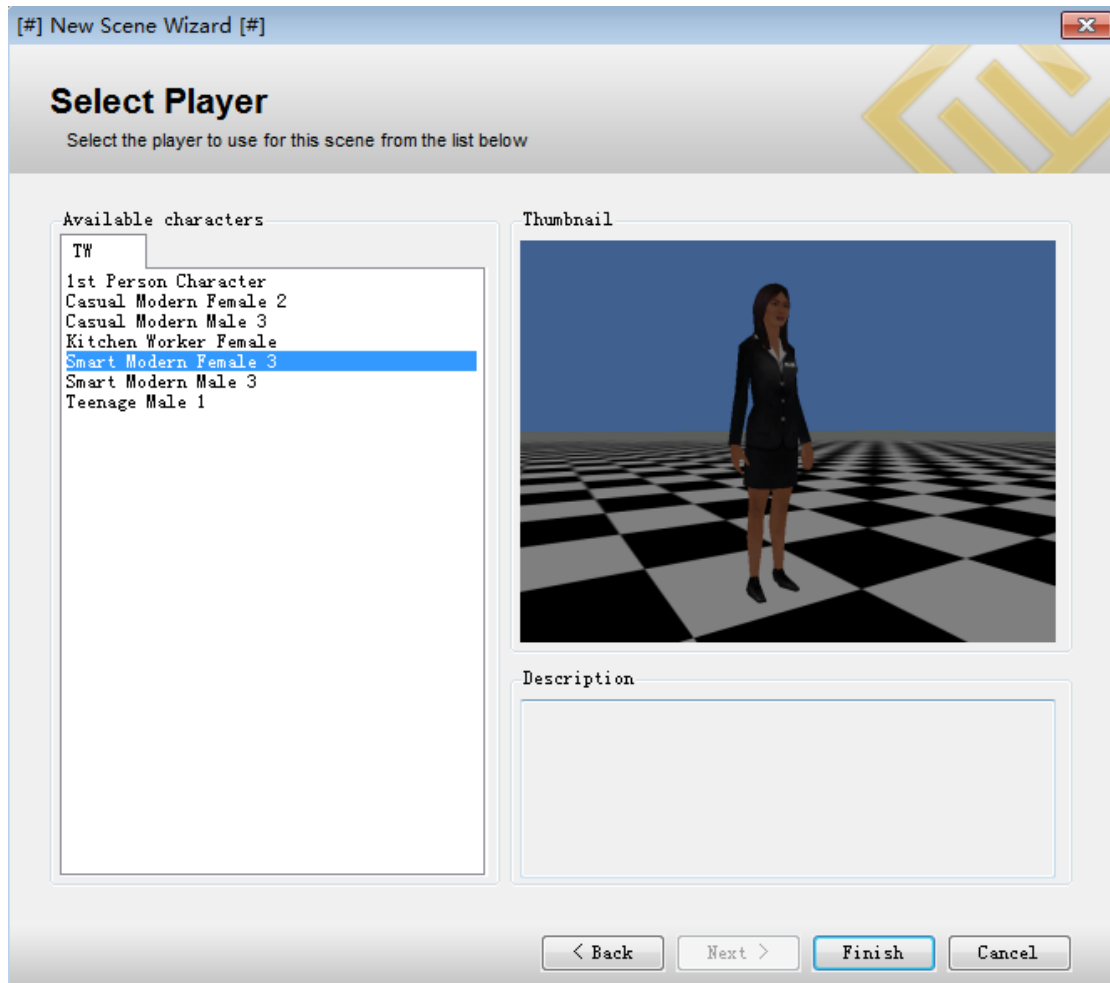 [#] New Scene Wizard [#]
Select Player
Select the player to use for this scene from the list below
Available characters
TW
1st Person Character
Casual Modern Female 2
Casual Modern Male 3
Kitchen Worker Female
Smart Modern Female 3
Smart Modern Male 3
Teenage Male 1
Thumbnail
Description
< Back
Next >
Finish
Cancel